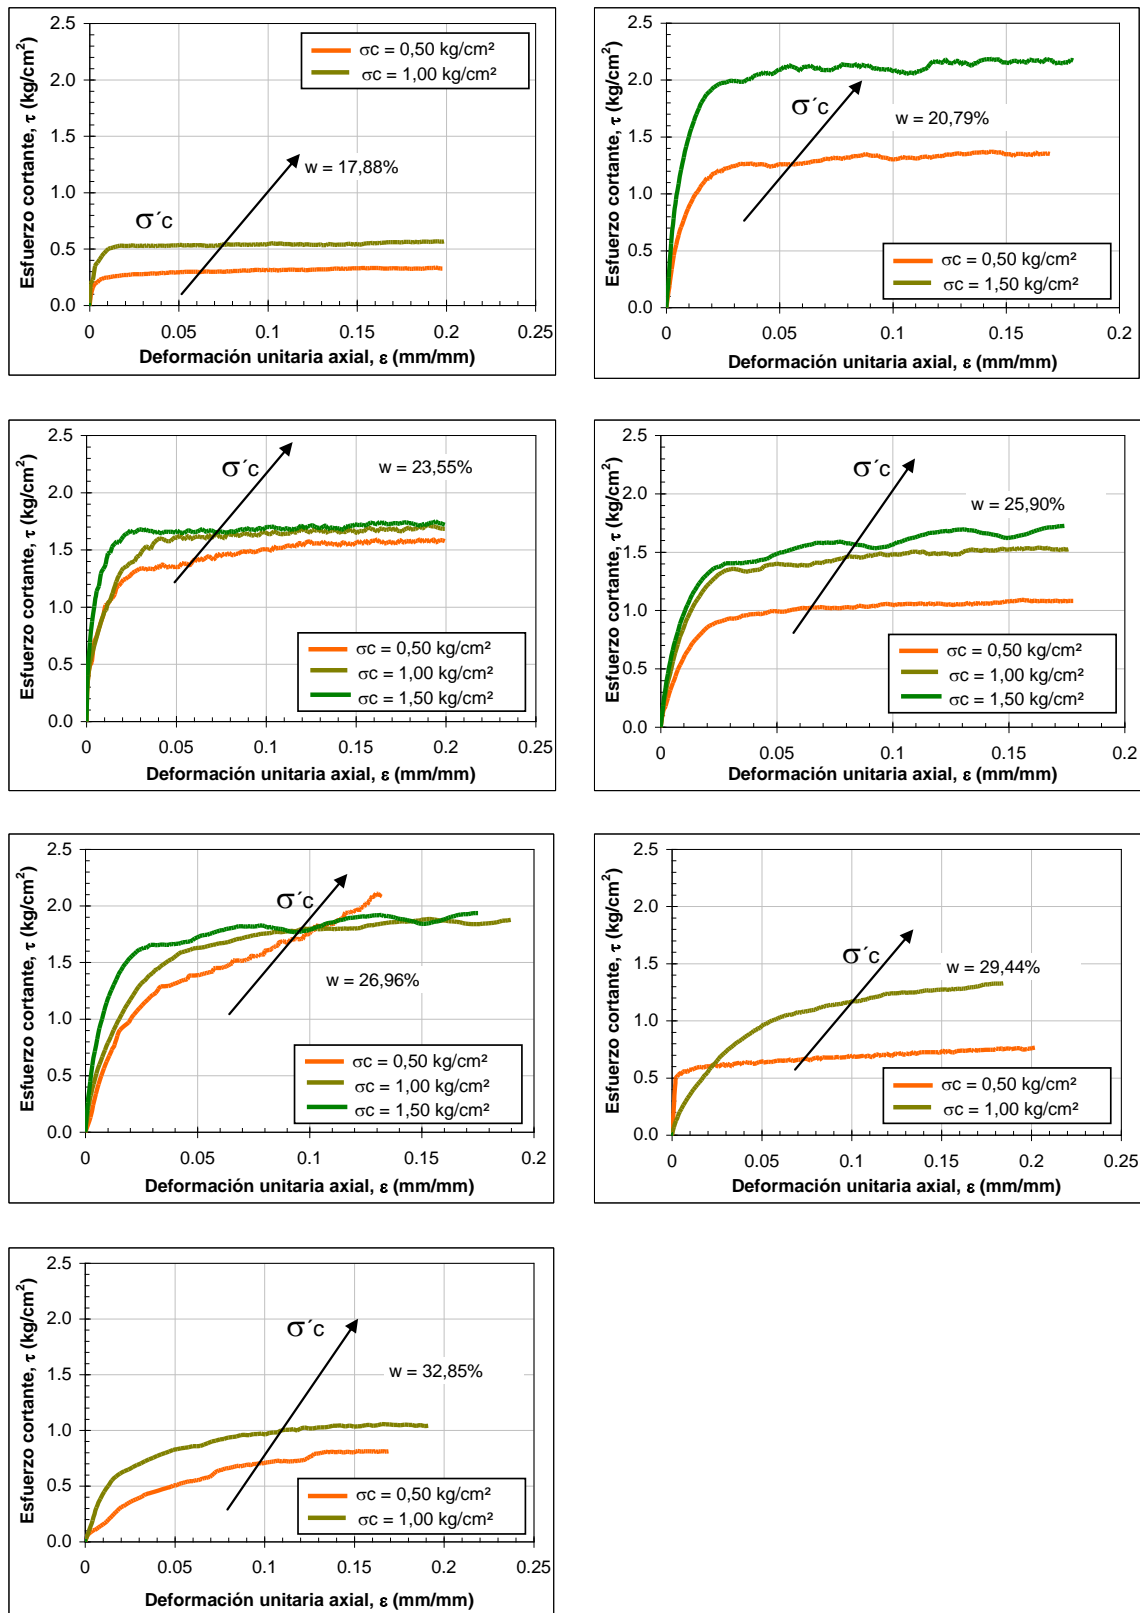 Esfuerzo cortante, τ (kg/cm²)
2.5
2.0
1.5
1.0
0.5
0.0
σc = 0,50 kg/cm²
σc = 1,00 kg/cm²
w = 17,88%
σ´c
0 0.05 0.1 0.15 0.2 0.25
Deformación unitaria axial, ε (mm/mm)
Esfuerzo cortante, τ (kg/cm²)
2.5
2.0
1.5
1.0
0.5
0.0
σ´c
w = 20,79%
σc = 0,50 kg/cm²
σc = 1,50 kg/cm²
0 0.05 0.1 0.15 0.2
Deformación unitaria axial, ε (mm/mm)
Esfuerzo cortante, τ (kg/cm²)
2.5
2.0
1.5
1.0
0.5
0.0
σ´c
w = 23,55%
σc = 0,50 kg/cm²
σc = 1,00 kg/cm²
σc = 1,50 kg/cm²
0 0.05 0.1 0.15 0.2 0.25
Deformación unitaria axial, ε (mm/mm)
Esfuerzo cortante, τ (kg/cm²)
2.5
2.0
1.5
1.0
0.5
0.0
σ´c
w = 25,90%
σc = 0,50 kg/cm²
σc = 1,00 kg/cm²
σc = 1,50 kg/cm²
0 0.05 0.1 0.15 0.2
Deformación unitaria axial, ε (mm/mm)
Esfuerzo cortante, τ (kg/cm²)
2.5
2.0
1.5
1.0
0.5
0.0
σ´c
w = 26,96%
σc = 0,50 kg/cm²
σc = 1,00 kg/cm²
σc = 1,50 kg/cm²
0 0.05 0.1 0.15 0.2
Deformación unitaria axial, ε (mm/mm)
Esfuerzo cortante, τ (kg/cm²)
2.5
2.0
1.5
1.0
0.5
0.0
σ´c
w = 29,44%
σc = 0,50 kg/cm²
σc = 1,00 kg/cm²
0 0.05 0.1 0.15 0.2 0.25
Deformación unitaria axial, ε (mm/mm)
Esfuerzo cortante, τ (kg/cm²)
2.5
2.0
1.5
1.0
0.5
0.0
σ´c
w = 32,85%
σc = 0,50 kg/cm²
σc = 1,00 kg/cm²
0 0.05 0.1 0.15 0.2 0.25
Deformación unitaria axial, ε (mm/mm)